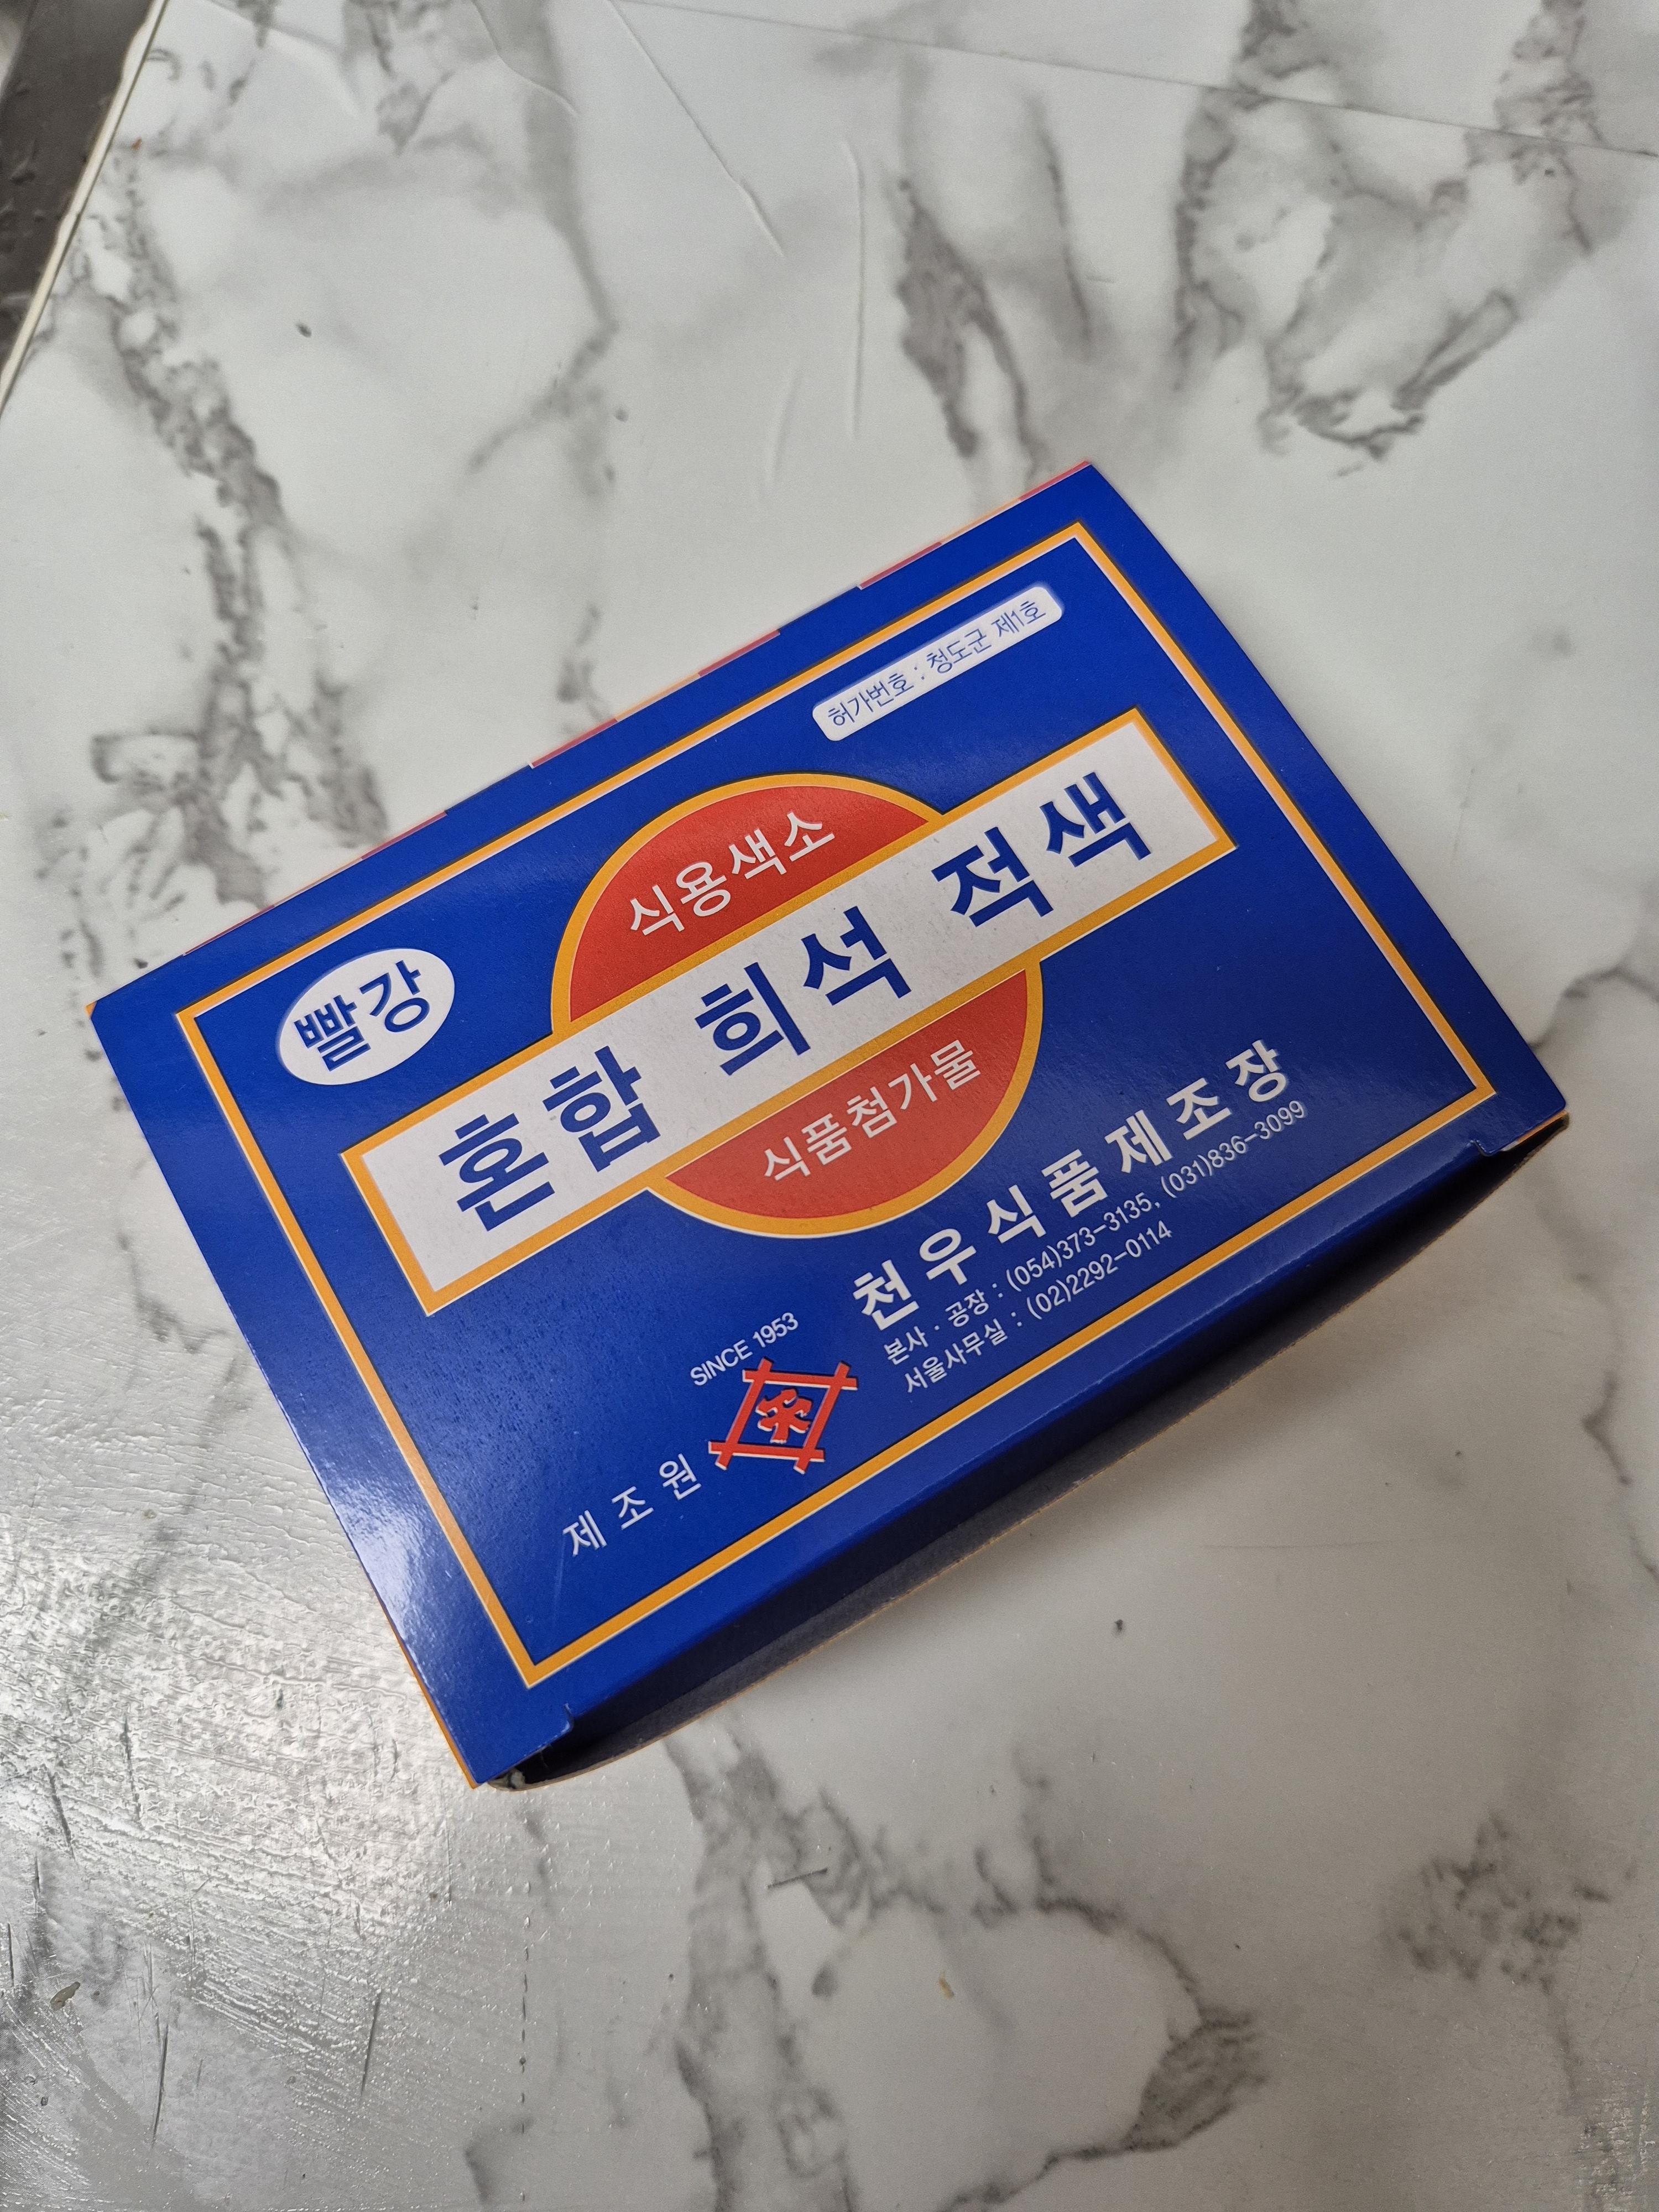 허가번호 : 청도군 제1호
빨강
식용색소
혼합 희석 적색
식품첨가물
SINCE 1953
제조원
천우식품제조장
본사 · 공장 : (054)373-3135, (031)836-3099
서울사무실 : (02)2292-0114